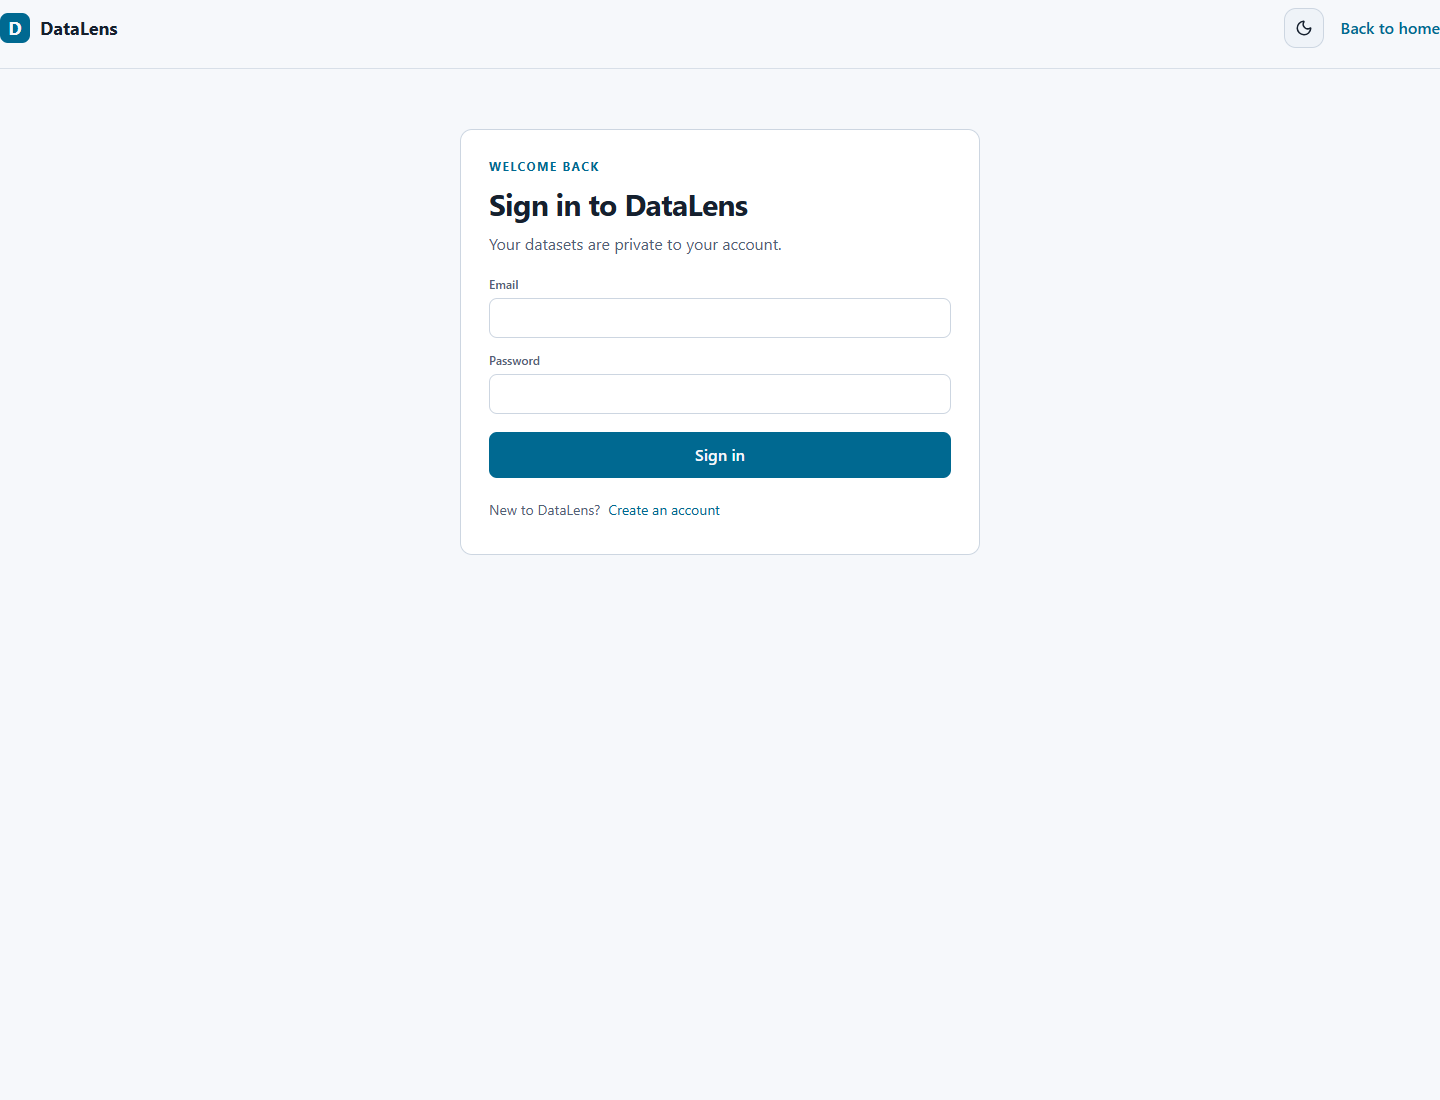 D DataLens
Back to home
WELCOME BACK
Sign in to DataLens
Your datasets are private to your account.
Email
Password
Sign in
New to DataLens? Create an account